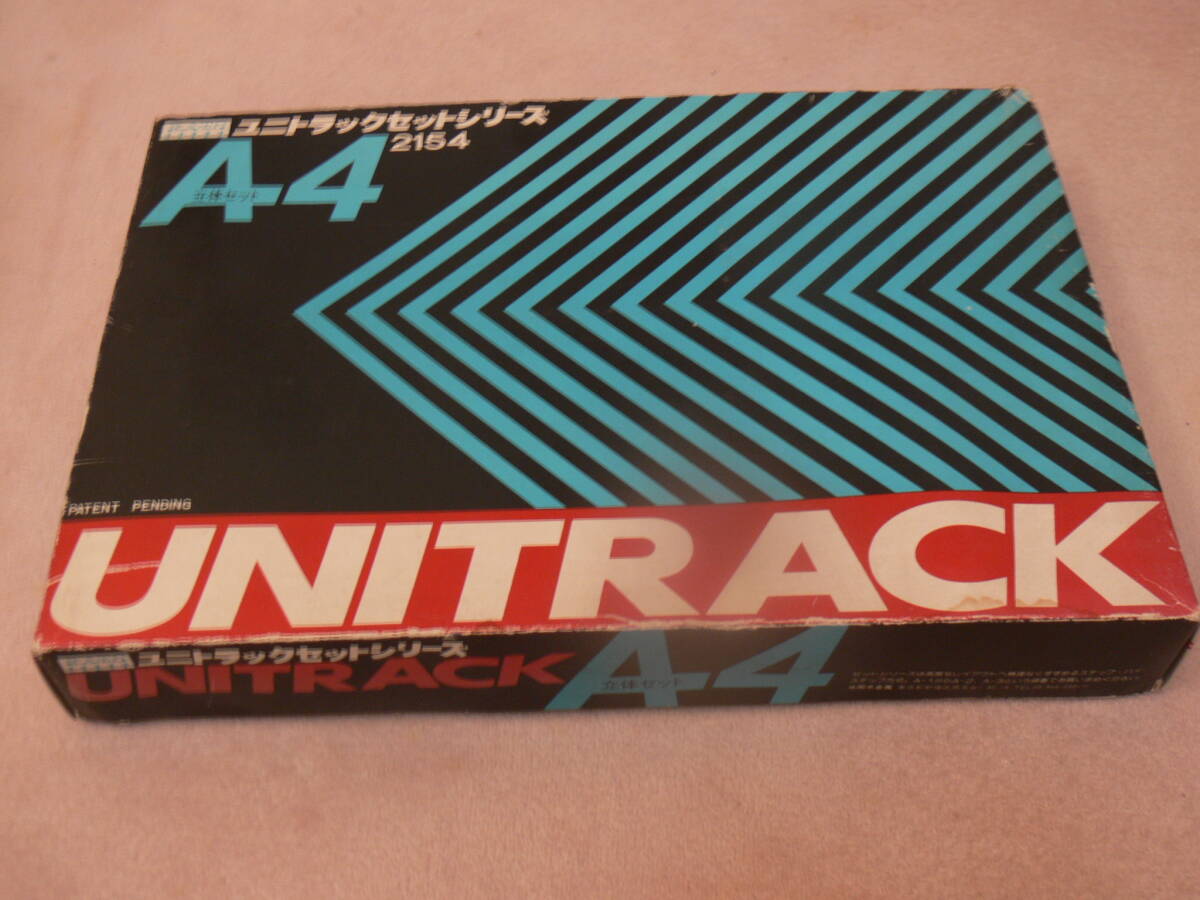 ユニトラックセットシリーズ
2154
A4
立体セット
PATENT PENDING
UNITRACK
ユニトラックセットシリーズ
UNITRACK
A4
立体セット